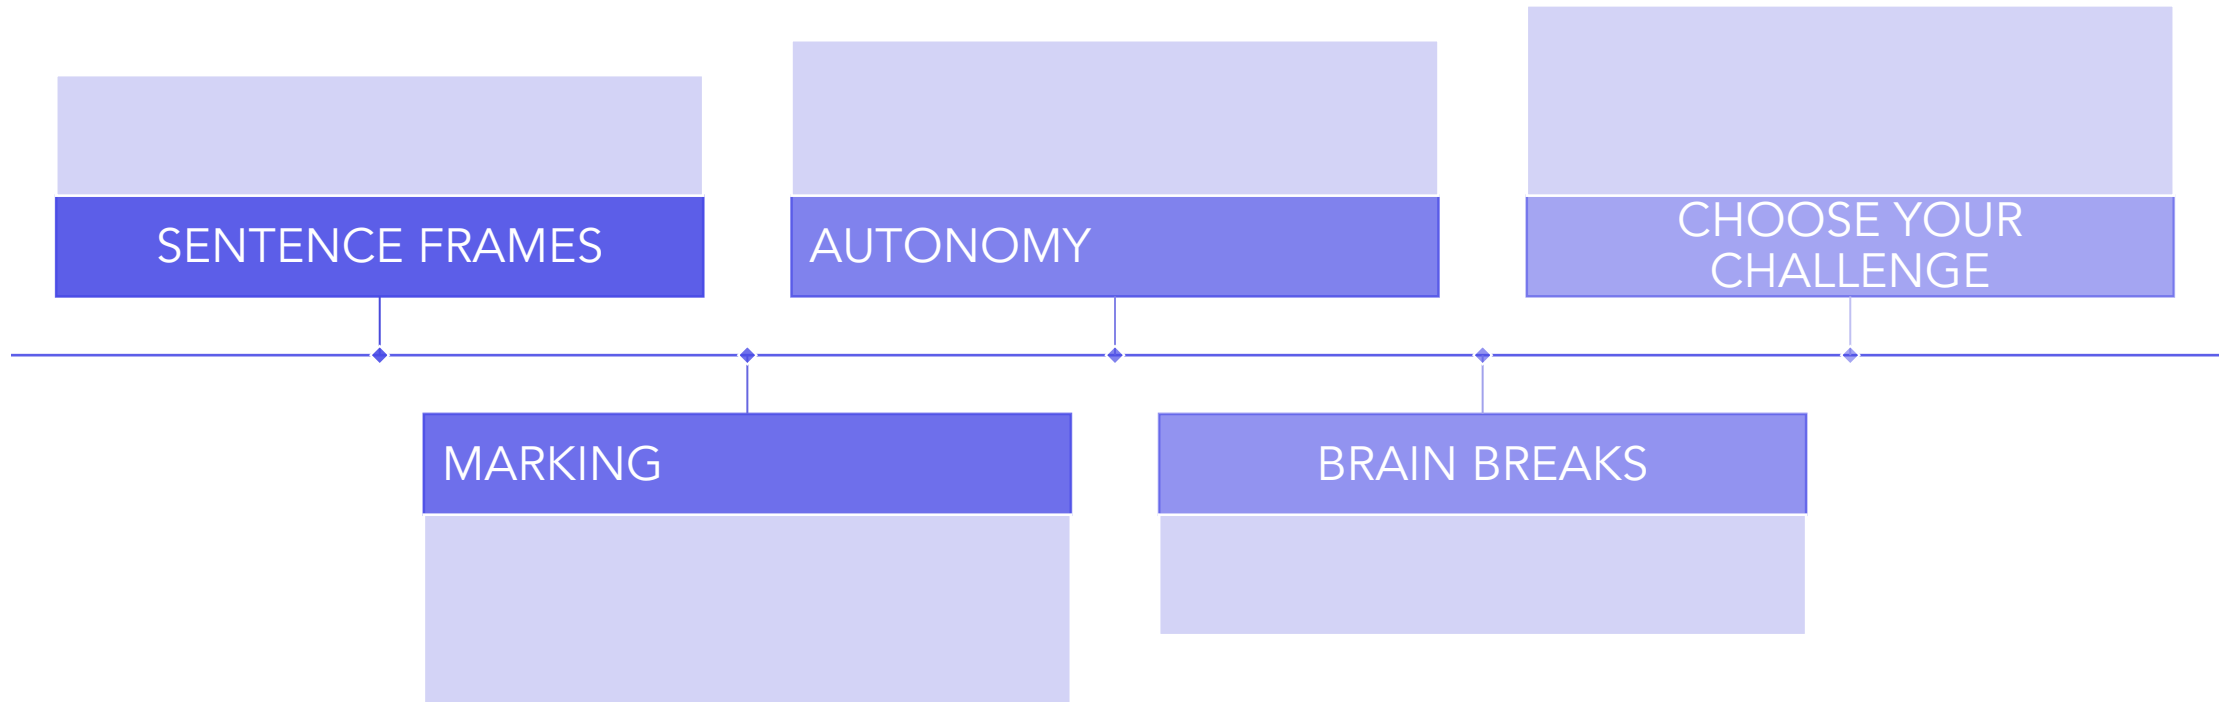 SENTENCE FRAMES
MARKING
AUTONOMY
BRAIN BREAKS
CHOOSE YOUR
CHALLENGE